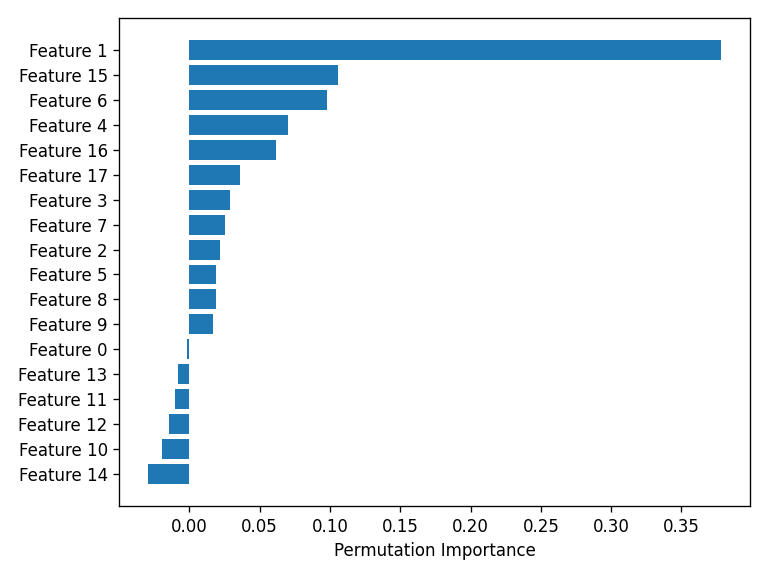 Feature 1
Feature 15
Feature 6
Feature 4
Feature 16
Feature 17
Feature 3
Feature 7
Feature 2
Feature 5
Feature 8
Feature 9
Feature 0
Feature 13
Feature 11
Feature 12
Feature 10
Feature 14
0.00 0.05 0.10 0.15 0.20 0.25 0.30 0.35
Permutation Importance